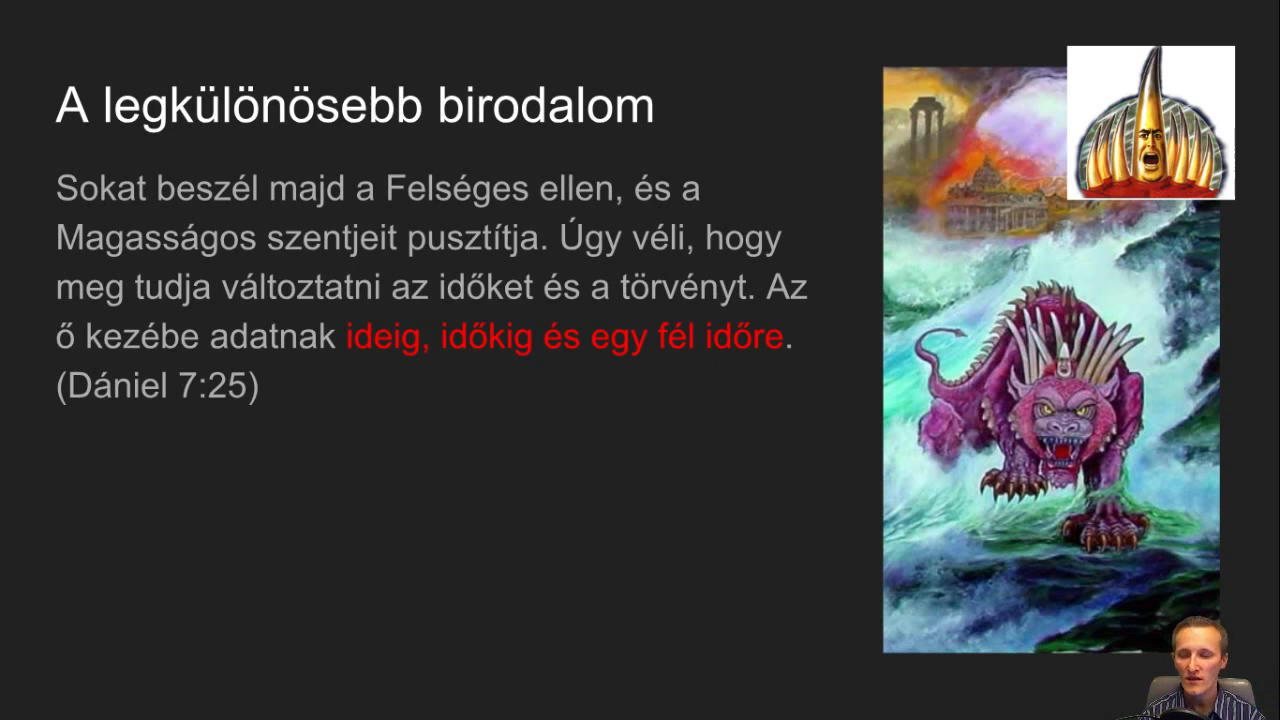 A legkülönösebb birodalom
Sokat beszél majd a Felséges ellen, és a
Magasságos szentjeit pusztítja. Úgy véli, hogy
meg tudja változtatni az időket és a törvényt. Az
ő kezébe adatnak ideig, időkig és egy fél időre.
(Dániel 7:25)